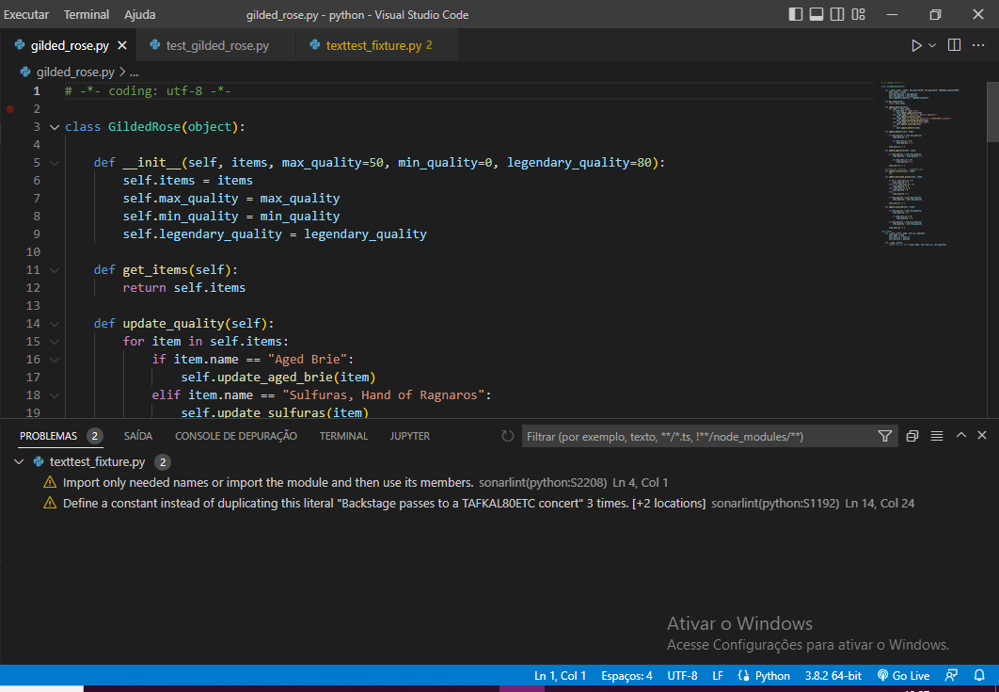 Executar Terminal Ajuda gilded_rose.py - python - Visual Studio Code
gilded_rose.py test_gilded_rose.py texttest_fixture.py 2
gilded_rose.py > ...
1 # -*- coding: utf-8 -*-
2
3 class GildedRose(object):
4
5 def __init__(self, items, max_quality=50, min_quality=0, legendary_quality=80):
6 self.items = items
7 self.max_quality = max_quality
8 self.min_quality = min_quality
9 self.legendary_quality = legendary_quality
10
11 def get_items(self):
12 return self.items
13
14 def update_quality(self):
15 for item in self.items:
16 if item.name == "Aged Brie":
17 self.update_aged_brie(item)
18 elif item.name == "Sulfuras, Hand of Ragnaros":
19 self.update_sulfuras(item)
PROBLEMAS 2 SAÍDA CONSOLE DE DEPURAÇÃO TERMINAL JUPYTER Filtrar (por exemplo, texto, **/*.ts, !**/node_modules/**)
texttest_fixture.py 2
Import only needed names or import the module and then use its members. sonarlint(python:S2208) Ln 4, Col 1
Define a constant instead of duplicating this literal "Backstage passes to a TAFKAL80ETC concert" 3 times. [+2 locations] sonarlint(python:S1192) Ln 14, Col 24
Ativar o Windows
Acesse Configurações para ativar o Windows.
Ln 1, Col 1 Espaços: 4 UTF-8 LF Python 3.8.2 64-bit Go Live